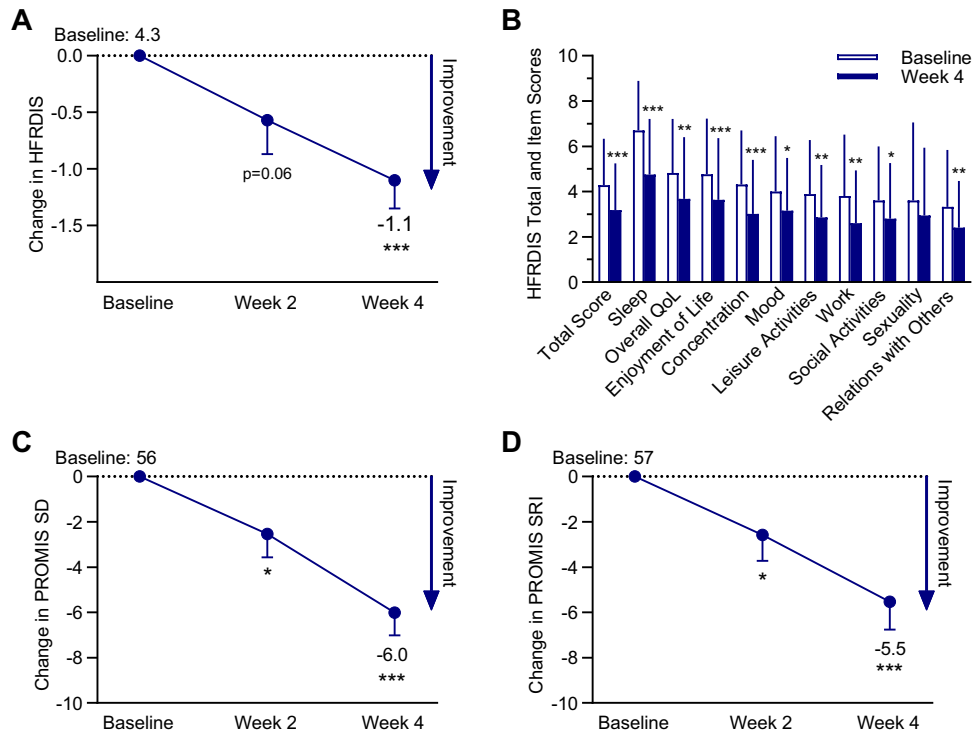 A
Baseline: 4.3
Change in HFRDIS
0.0
-0.5
-1.0
-1.5
p=0.06
-1.1
***
Improvement
Baseline
Week 2
Week 4
B
HFRDIS Total and Item Scores
10
8
6
4
2
0
Baseline
Week 4
***
***
**
***
***
*
**
**
*
**
Total Score
Sleep
Overall QoL
Enjoyment of Life
Concentration
Mood
Leisure Activities
Work
Social Activities
Sexuality
Relations with Others
C
Baseline: 56
Change in PROMIS SD
0
-2
-4
-6
-8
-10
*
-6.0
***
Improvement
Baseline
Week 2
Week 4
D
Baseline: 57
Change in PROMIS SRI
0
-2
-4
-6
-8
-10
*
-5.5
***
Improvement
Baseline
Week 2
Week 4